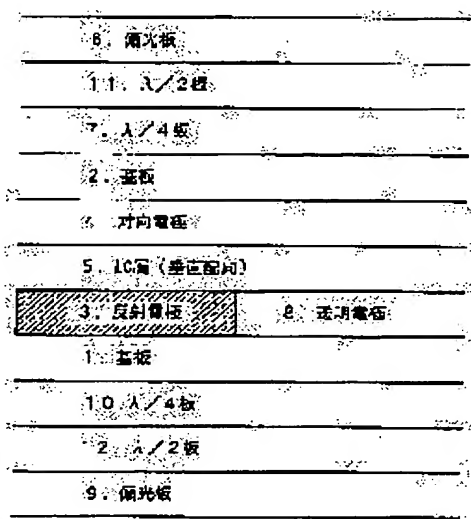 6. 偏光板
11. λ/2板
7. λ/4板
2. 基板
対向電極
5. LC層(垂直配向)
3. 反射電極 8. 透明電極
1. 基板
10 λ/4板
2. λ/2板
9. 偏光板